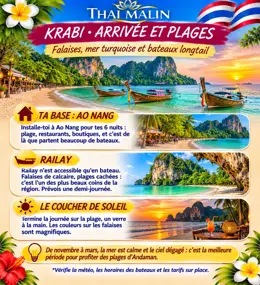 THAI MALIN
KRABI • ARRIVÉE ET PLAGES
Falaises, mer turquoise et bateaux longtail
TA BASE : AO NANG
Installe-toi à Ao Nang pour tes 6 nuits :
plage, restaurants, boutiques, et c'est de
là que partent beaucoup de bateaux.
RAILAY
Railay n'est accessible qu'en bateau.
Falaises de calcaire, plages cachées :
c'est l'un des plus beaux coins de la
région. Prévois une demi-journée.
LE COUCHER DE SOLEIL
Termine la journée sur la plage, un verre
à la main. Les couleurs sur les falaises
sont magnifiques.
De novembre à mars, la mer est calme et le ciel dégagé : c'est la meilleure
période pour profiter des plages d'Andaman.
*Vérifie la météo, les horaires des bateaux et les tarifs sur place.